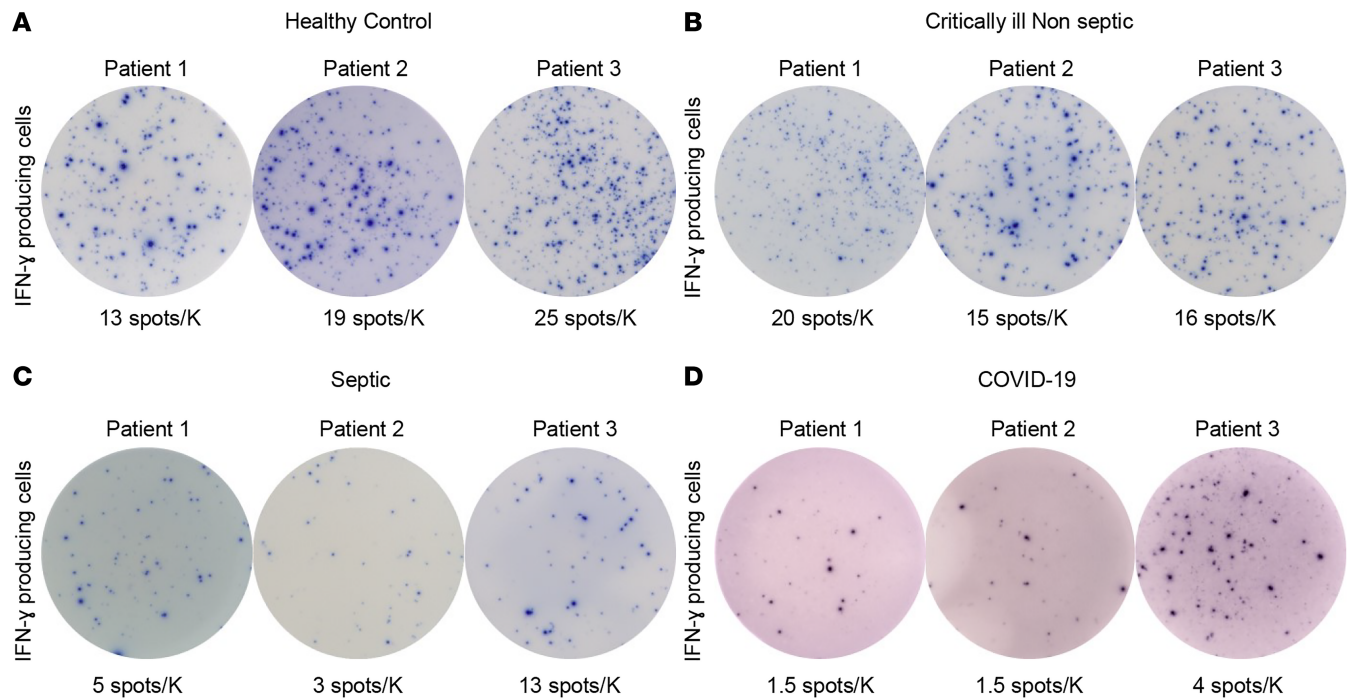 A
Healthy Control
Patient 1
Patient 2
Patient 3
IFN-γ producing cells
13 spots/K
19 spots/K
25 spots/K
B
Critically ill Non septic
Patient 1
Patient 2
Patient 3
IFN-γ producing cells
20 spots/K
15 spots/K
16 spots/K
C
Septic
Patient 1
Patient 2
Patient 3
IFN-γ producing cells
5 spots/K
3 spots/K
13 spots/K
D
COVID-19
Patient 1
Patient 2
Patient 3
IFN-γ producing cells
1.5 spots/K
1.5 spots/K
4 spots/K